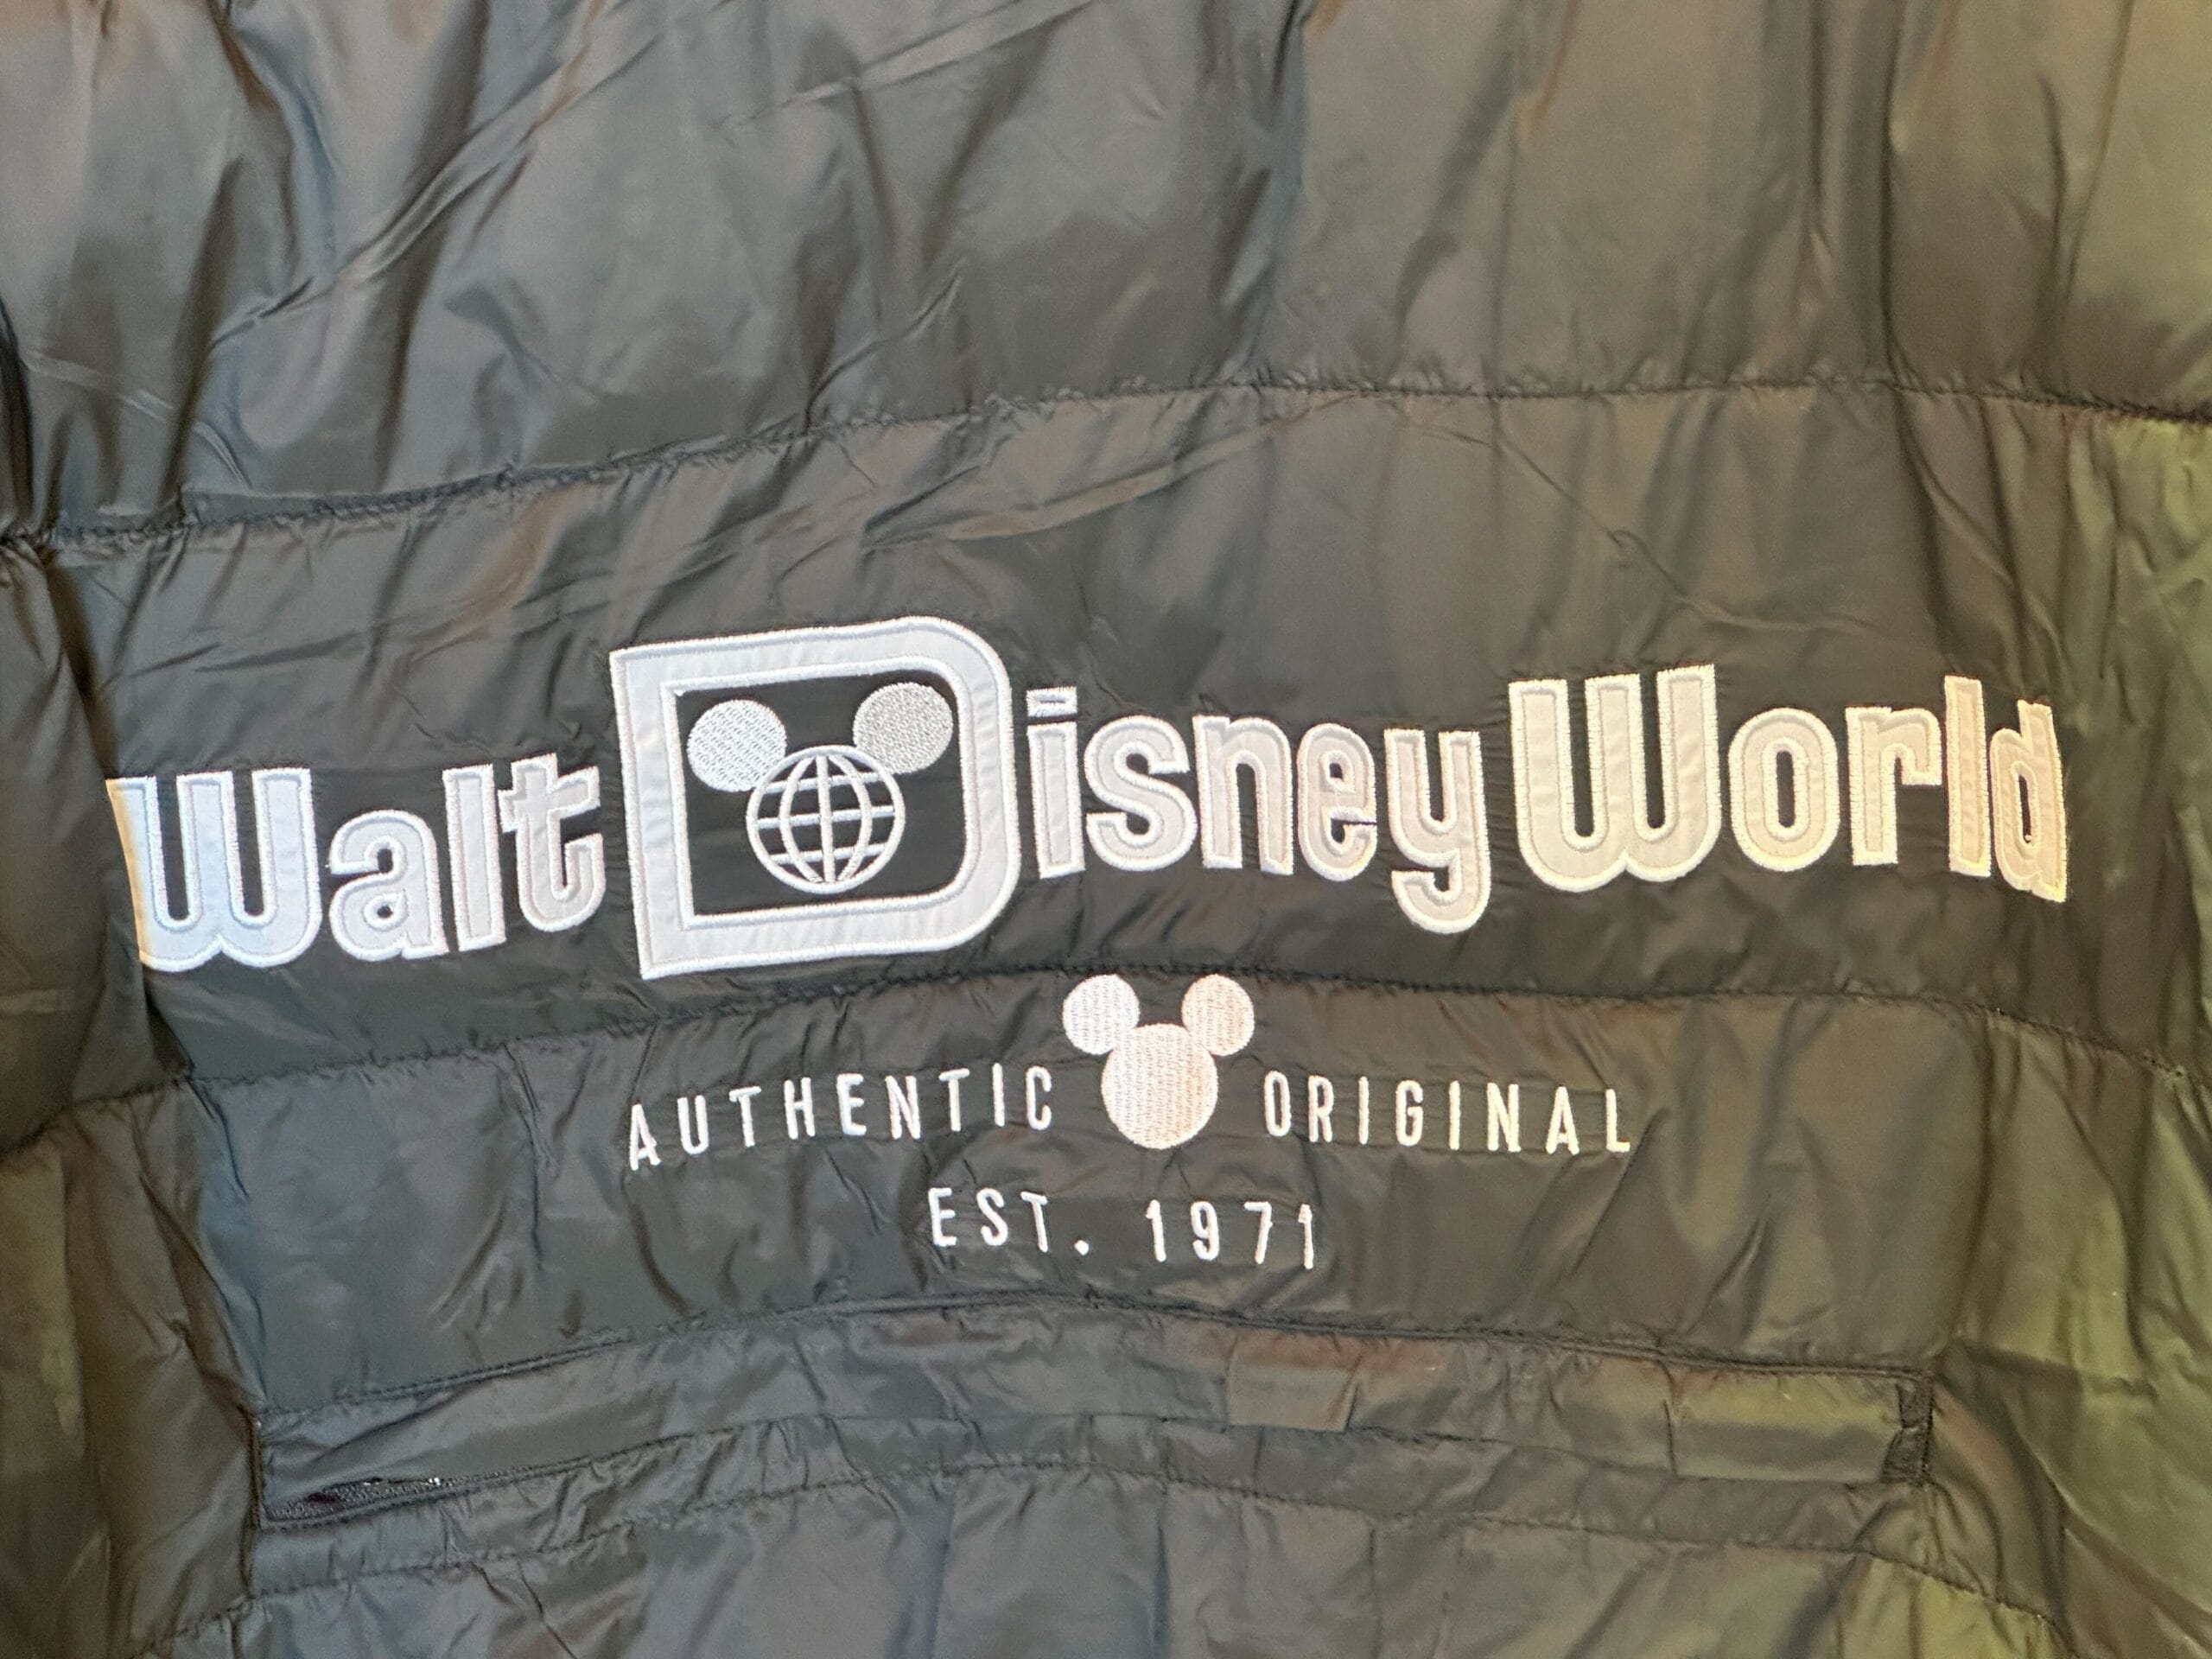 Walt Disney World
AUTHENTIC ORIGINAL
EST. 1971